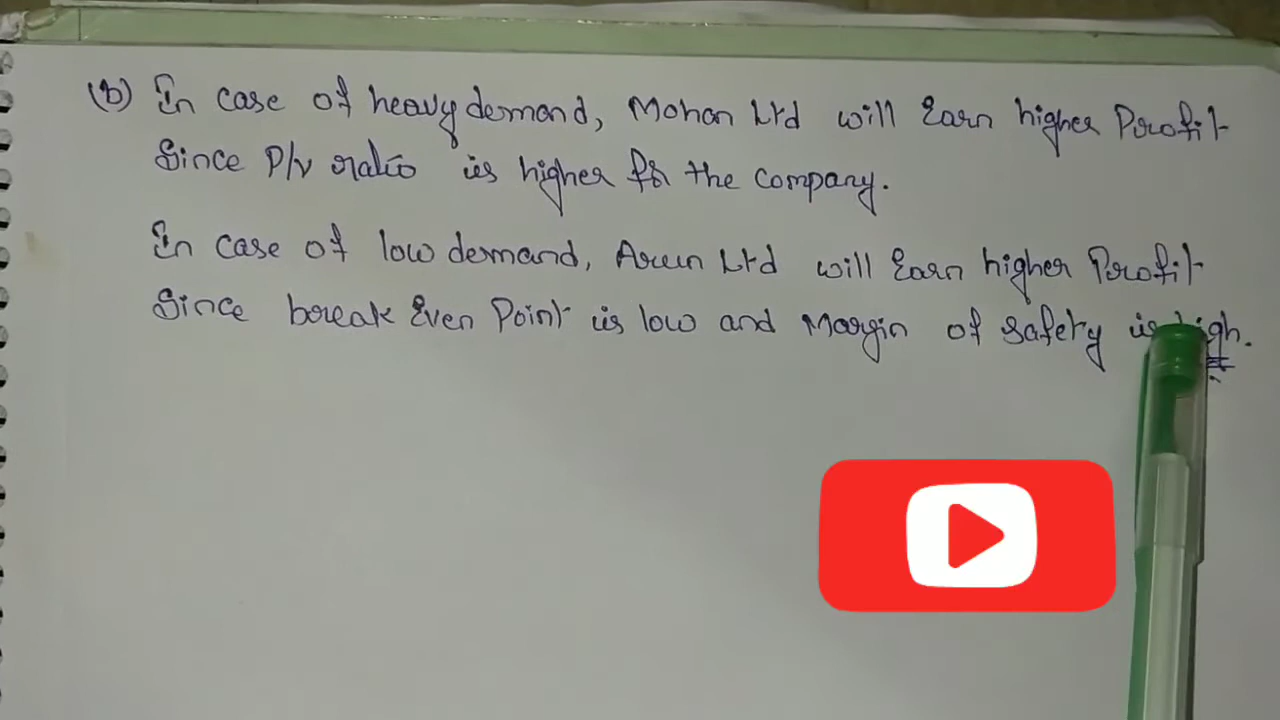 (b) In case of heavy demand, Mohan Ltd will Earn higher Profit
Since P/v ratio is higher for the company.
In case of low demand, Arun Ltd will Earn higher Profit
Since break Even Point is low and Margin of safety is high.